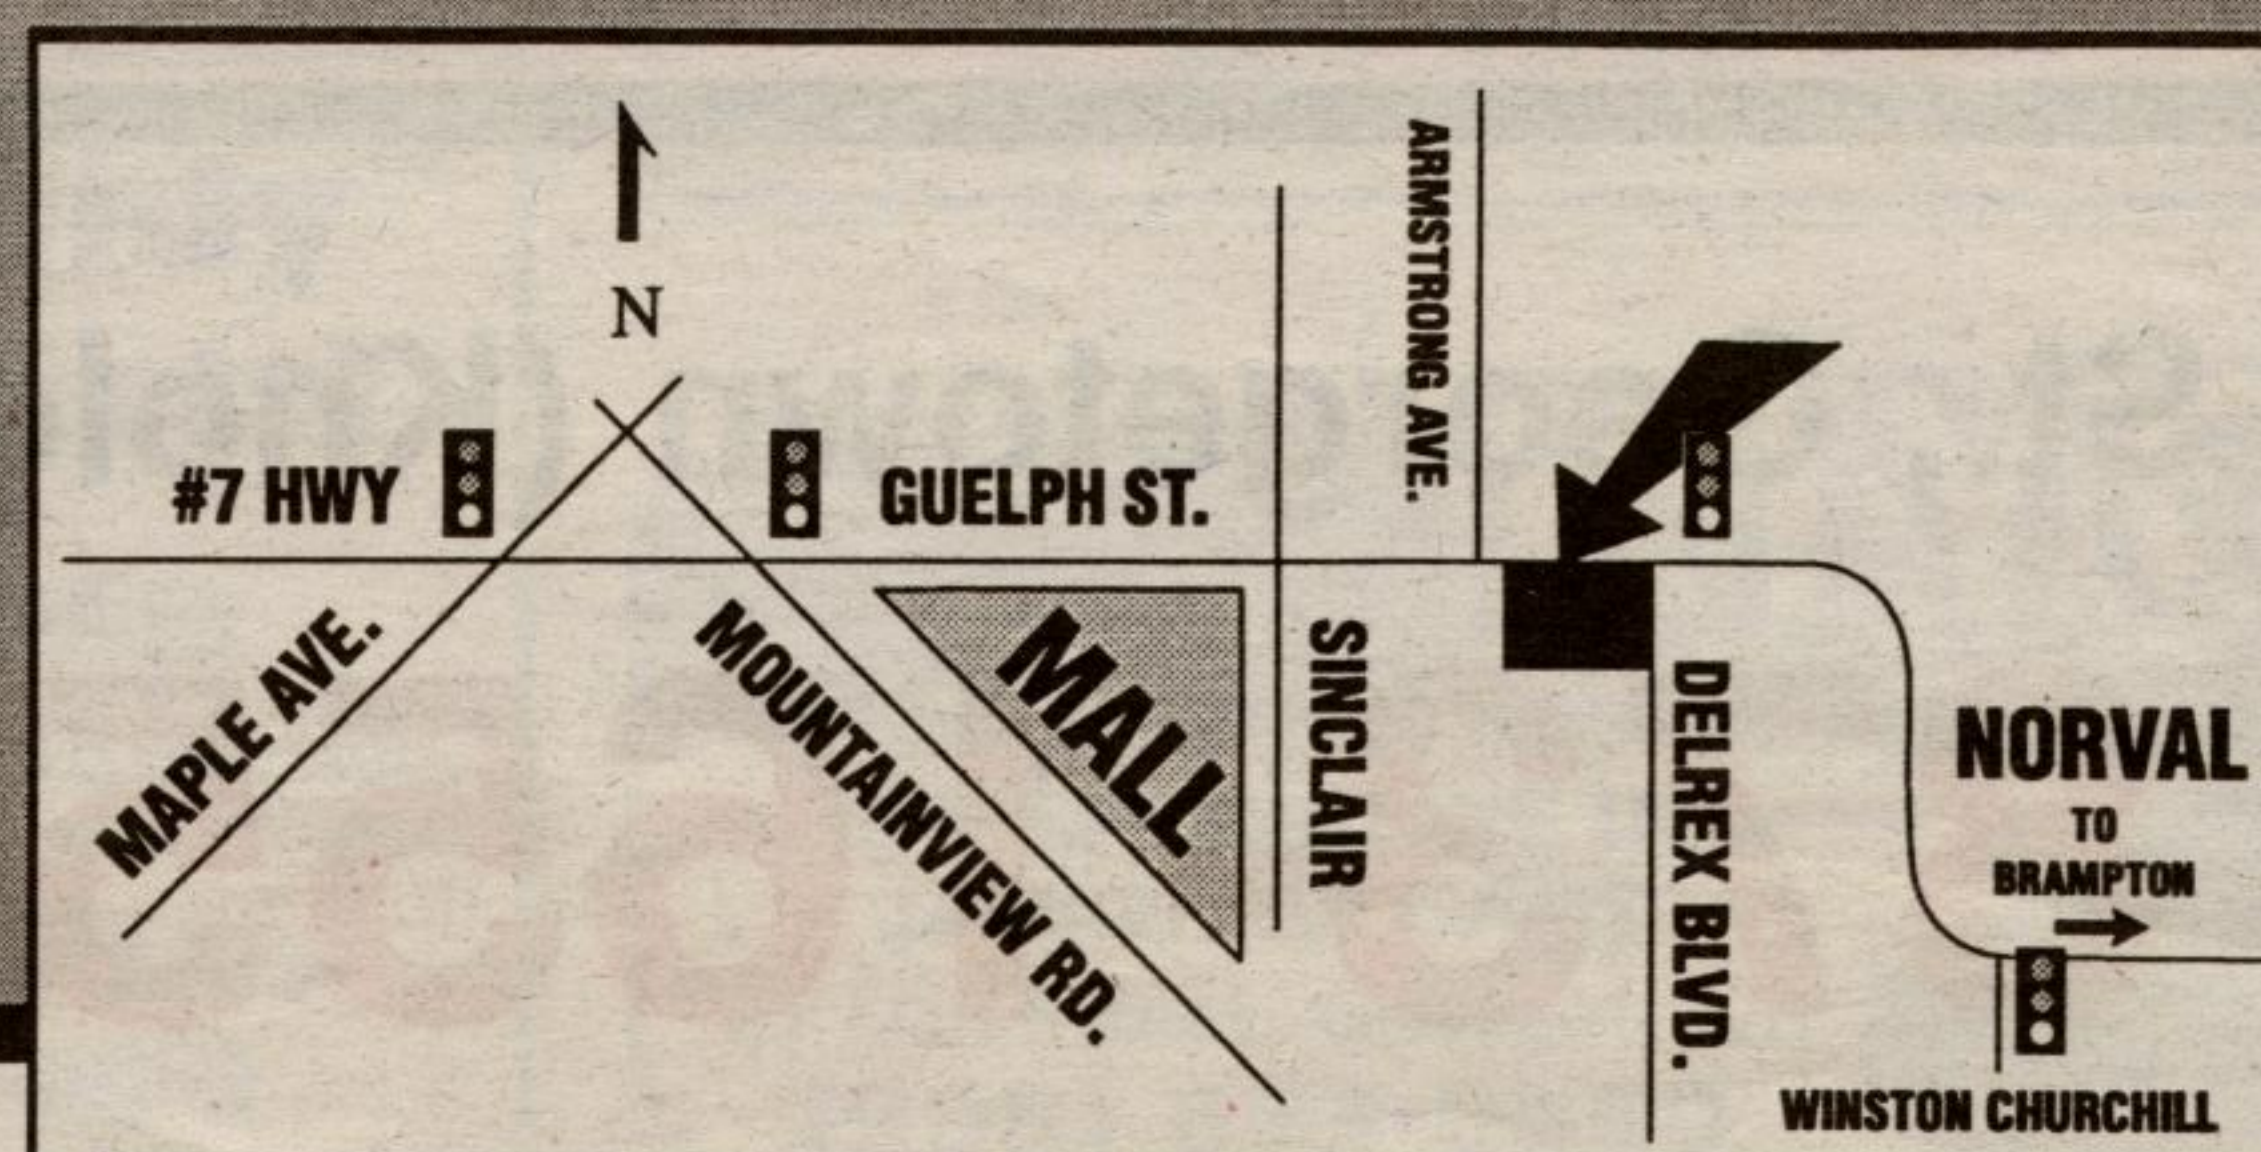 N
ARMSTRONG AVE.
#7 HWY
GUELPH ST.
MAPLE AVE.
MOUNTAINVIEW RD.
MALL
SINCLAIR
DELREX BLVD.
NORVAL
TO
BRAMPTON
WINSTON CHURCHILL